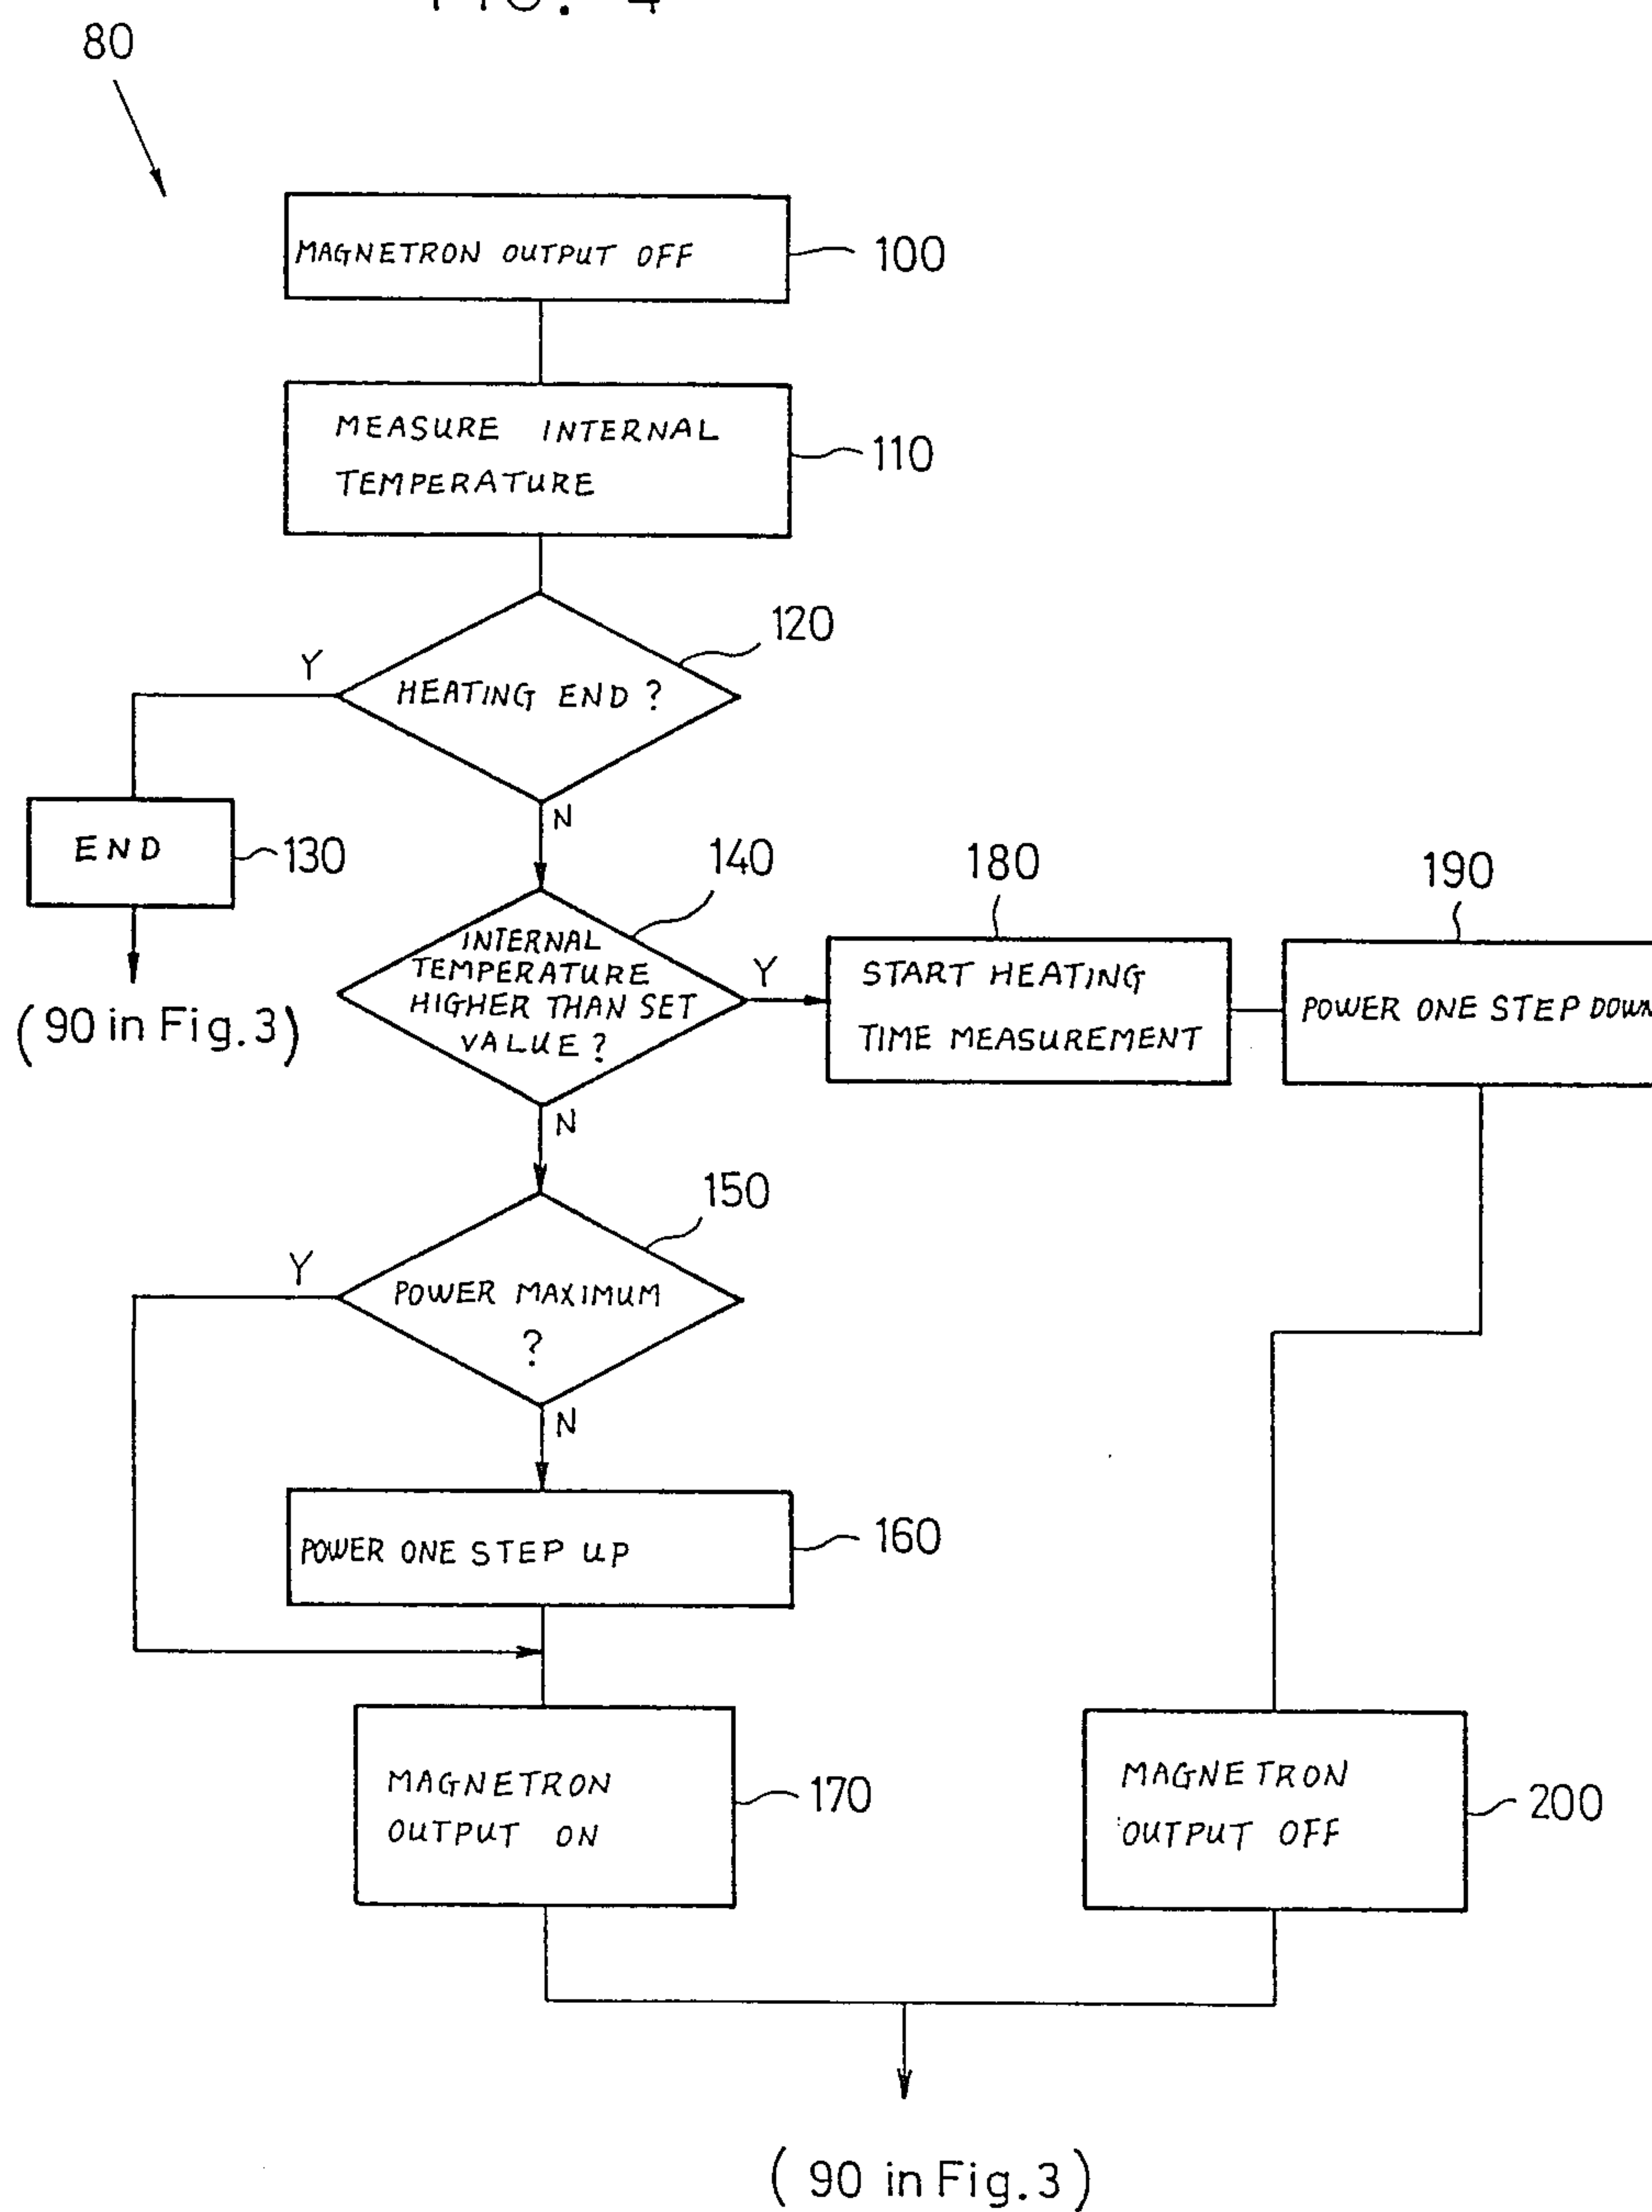 FIG. 4
80
MAGNETRON OUTPUT OFF
100
MEASURE INTERNAL
TEMPERATURE
110
120
Y
HEATING END ?
N
END
130
(90 in Fig.3)
140
INTERNAL
TEMPERATURE
HIGHER THAN SET
VALUE ?
Y
180
START HEATING
TIME MEASUREMENT
190
POWER ONE STEP DOWN
N
150
Y
POWER MAXIMUM
?
N
POWER ONE STEP UP
160
MAGNETRON
OUTPUT ON
170
MAGNETRON
OUTPUT OFF
200
(90 in Fig.3)